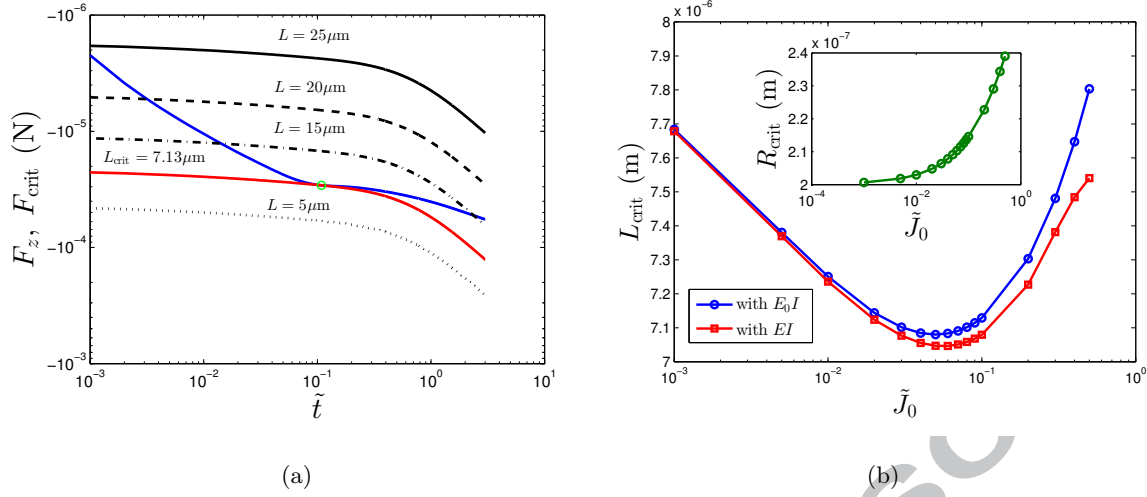 −10⁻⁶
−10⁻⁵
−10⁻⁴
−10⁻³
F_z, F_crit (N)
L = 25μm
L = 20μm
L = 15μm
L_crit = 7.13μm
L = 5μm
10⁻³ 10⁻² 10⁻¹ 10⁰ 10¹
t̃
(a)
x 10⁻⁶
8
7.9
7.8
7.7
7.6
7.5
7.4
7.3
7.2
7.1
7
L_crit (m)
x 10⁻⁷
2.4
2.3
2.2
2.1
2
R_crit (m)
10⁻⁴ 10⁻² 10⁰
J̃₀
with E₀I
with EI
10⁻³ 10⁻² 10⁻¹ 10⁰
J̃₀
(b)